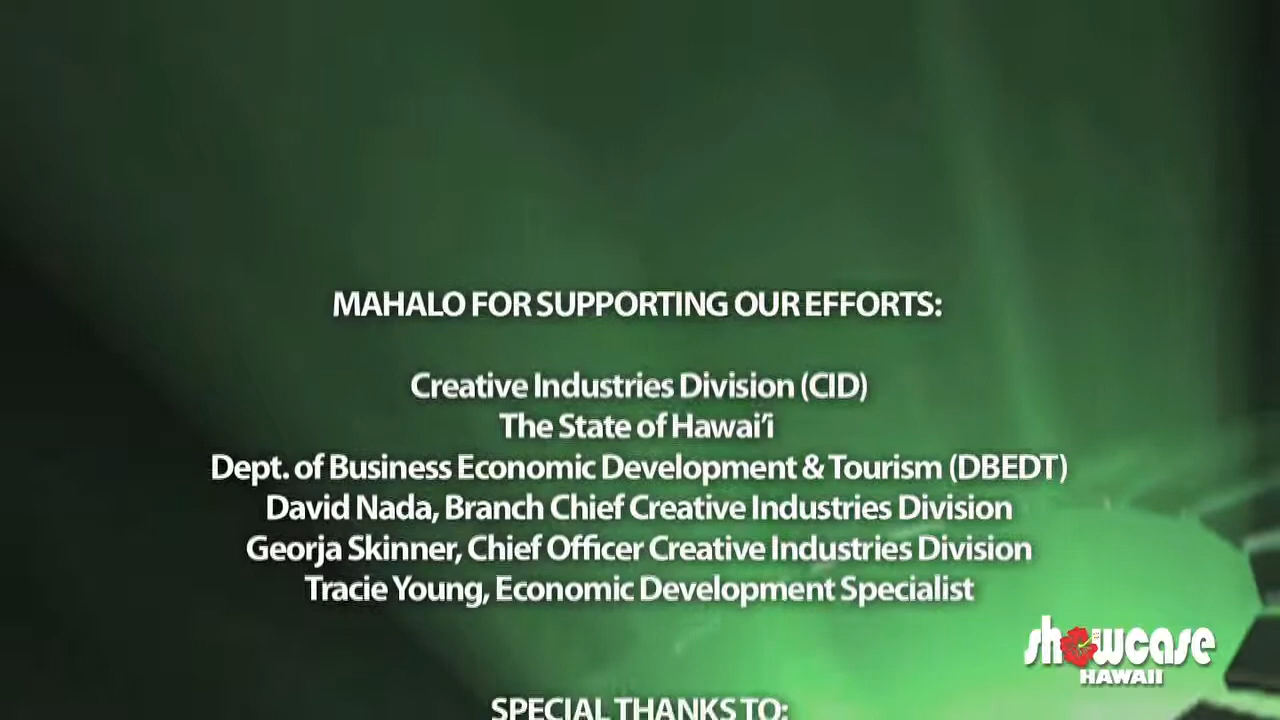 MAHALO FOR SUPPORTING OUR EFFORTS:
Creative Industries Division (CID)
The State of Hawai‘i
Dept. of Business Economic Development & Tourism (DBEDT)
David Nada, Branch Chief Creative Industries Division
Georja Skinner, Chief Officer Creative Industries Division
Tracie Young, Economic Development Specialist
showcase
HAWAII
SPECIAL THANKS TO: